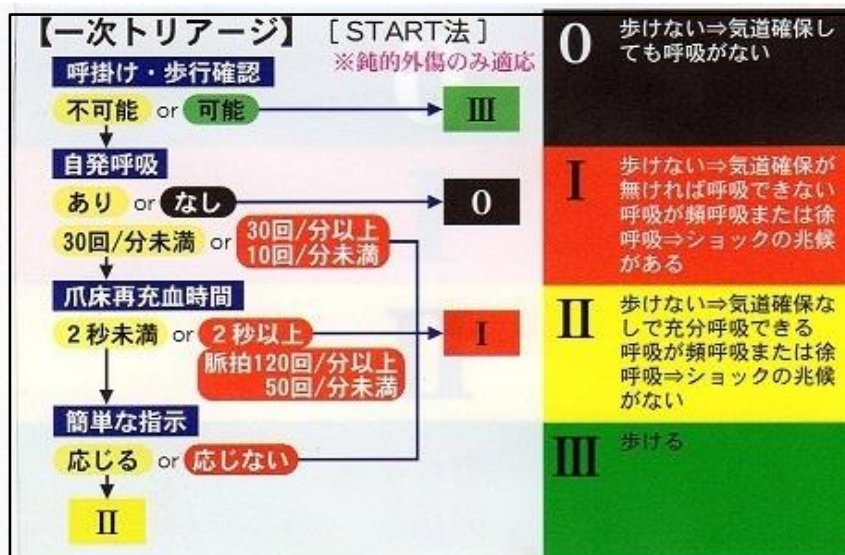 【一次トリアージ】 [START法]
※鈍的外傷のみ適応
呼掛け・歩行確認
不可能 or 可能
III
自発呼吸
あり or なし
0
30回/分未満 or 30回/分以上
10回/分未満
爪床再充血時間
2秒未満 or 2秒以上
I
脈拍120回/分以上
50回/分未満
簡単な指示
応じる or 応じない
II
0
歩けない⇒気道確保し
ても呼吸がない
I
歩けない⇒気道確保が
無ければ呼吸できない
呼吸が頻呼吸または徐
呼吸⇒ショックの兆候
がある
II
歩けない⇒気道確保な
しで充分呼吸できる
呼吸が頻呼吸または徐
呼吸⇒ショックの兆候
がない
III
歩ける